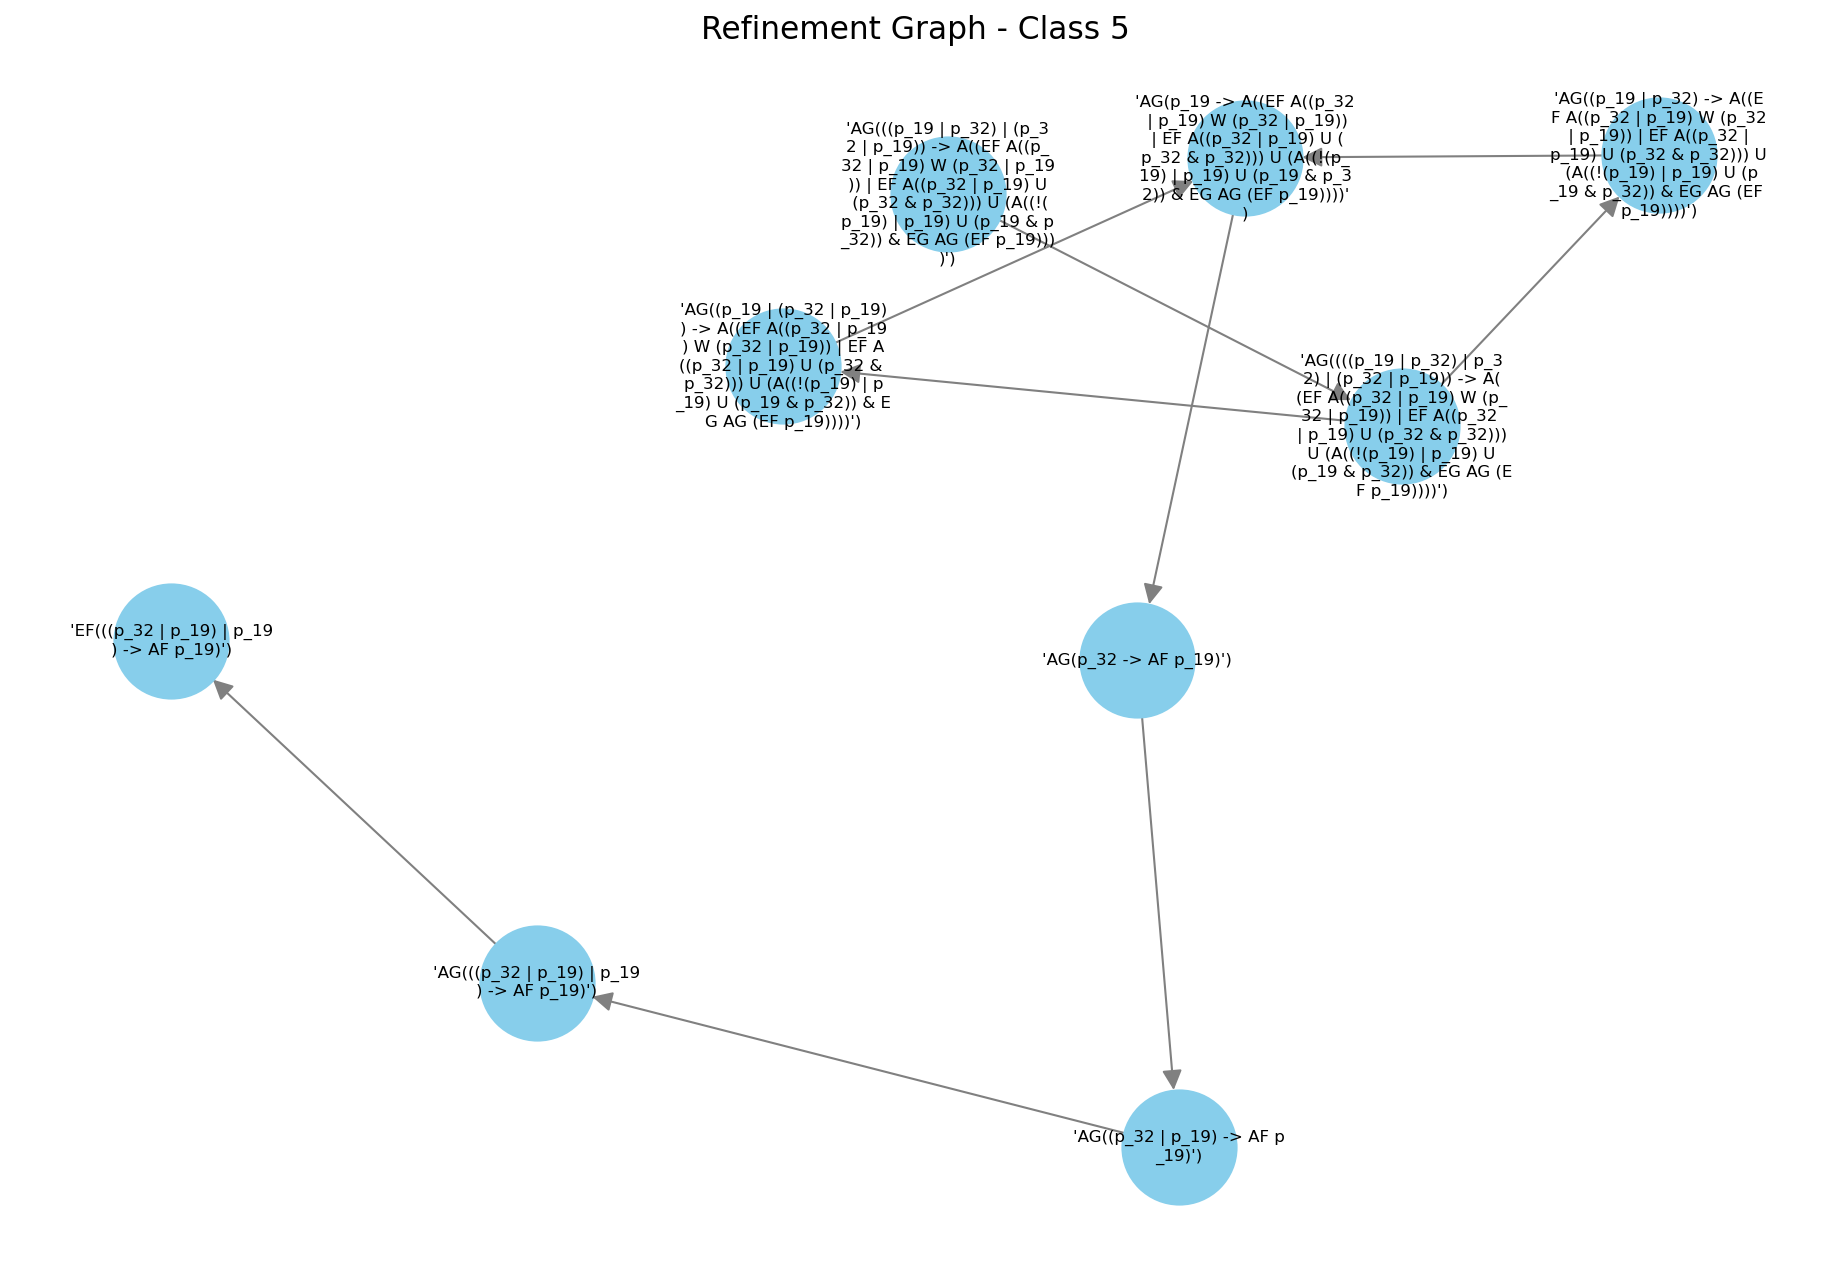 Refinement Graph - Class 5
'AG(((p_19 | p_32) | (p_3
2 | p_19)) -> A((EF A((p_
32 | p_19) W (p_32 | p_19
)) | EF A((p_32 | p_19) U
(p_32 & p_32))) U (A((!(
p_19) | p_19) U (p_19 & p
_32)) & EG AG (EF p_19)))
)')
'AG(p_19 -> A((EF A((p_32
| p_19) W (p_32 | p_19))
| EF A((p_32 | p_19) U (
p_32 & p_32))) U (A((!(p_
19) | p_19) U (p_19 & p_3
2)) & EG AG (EF p_19))))'
)
'AG((p_19 | p_32) -> A((E
F A((p_32 | p_19) W (p_32
| p_19)) | EF A((p_32 |
p_19) U (p_32 & p_32))) U
(A((!(p_19) | p_19) U (p
_19 & p_32)) & EG AG (EF
p_19))))')
'AG((p_19 | (p_32 | p_19)
) -> A((EF A((p_32 | p_19
) W (p_32 | p_19)) | EF A
((p_32 | p_19) U (p_32 &
p_32))) U (A((!(p_19) | p
_19) U (p_19 & p_32)) & E
G AG (EF p_19))))')
'AG((((p_19 | p_32) | p_3
2) | (p_32 | p_19)) -> A(
(EF A((p_32 | p_19) W (p_
32 | p_19)) | EF A((p_32
| p_19) U (p_32 & p_32)))
U (A((!(p_19) | p_19) U
(p_19 & p_32)) & EG AG (E
F p_19))))')
'EF(((p_32 | p_19) | p_19
) -> AF p_19)')
'AG(p_32 -> AF p_19)')
'AG(((p_32 | p_19) | p_19
) -> AF p_19)')
'AG((p_32 | p_19) -> AF p
_19)')